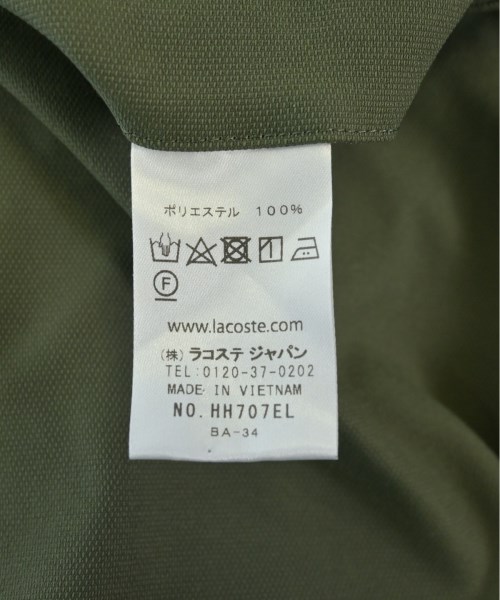 ポリエステル 100%
F
www.lacoste.com
(株) ラコステ ジャパン
TEL:0120-37-0202
MADE IN VIETNAM
NO. HH707EL
BA-34